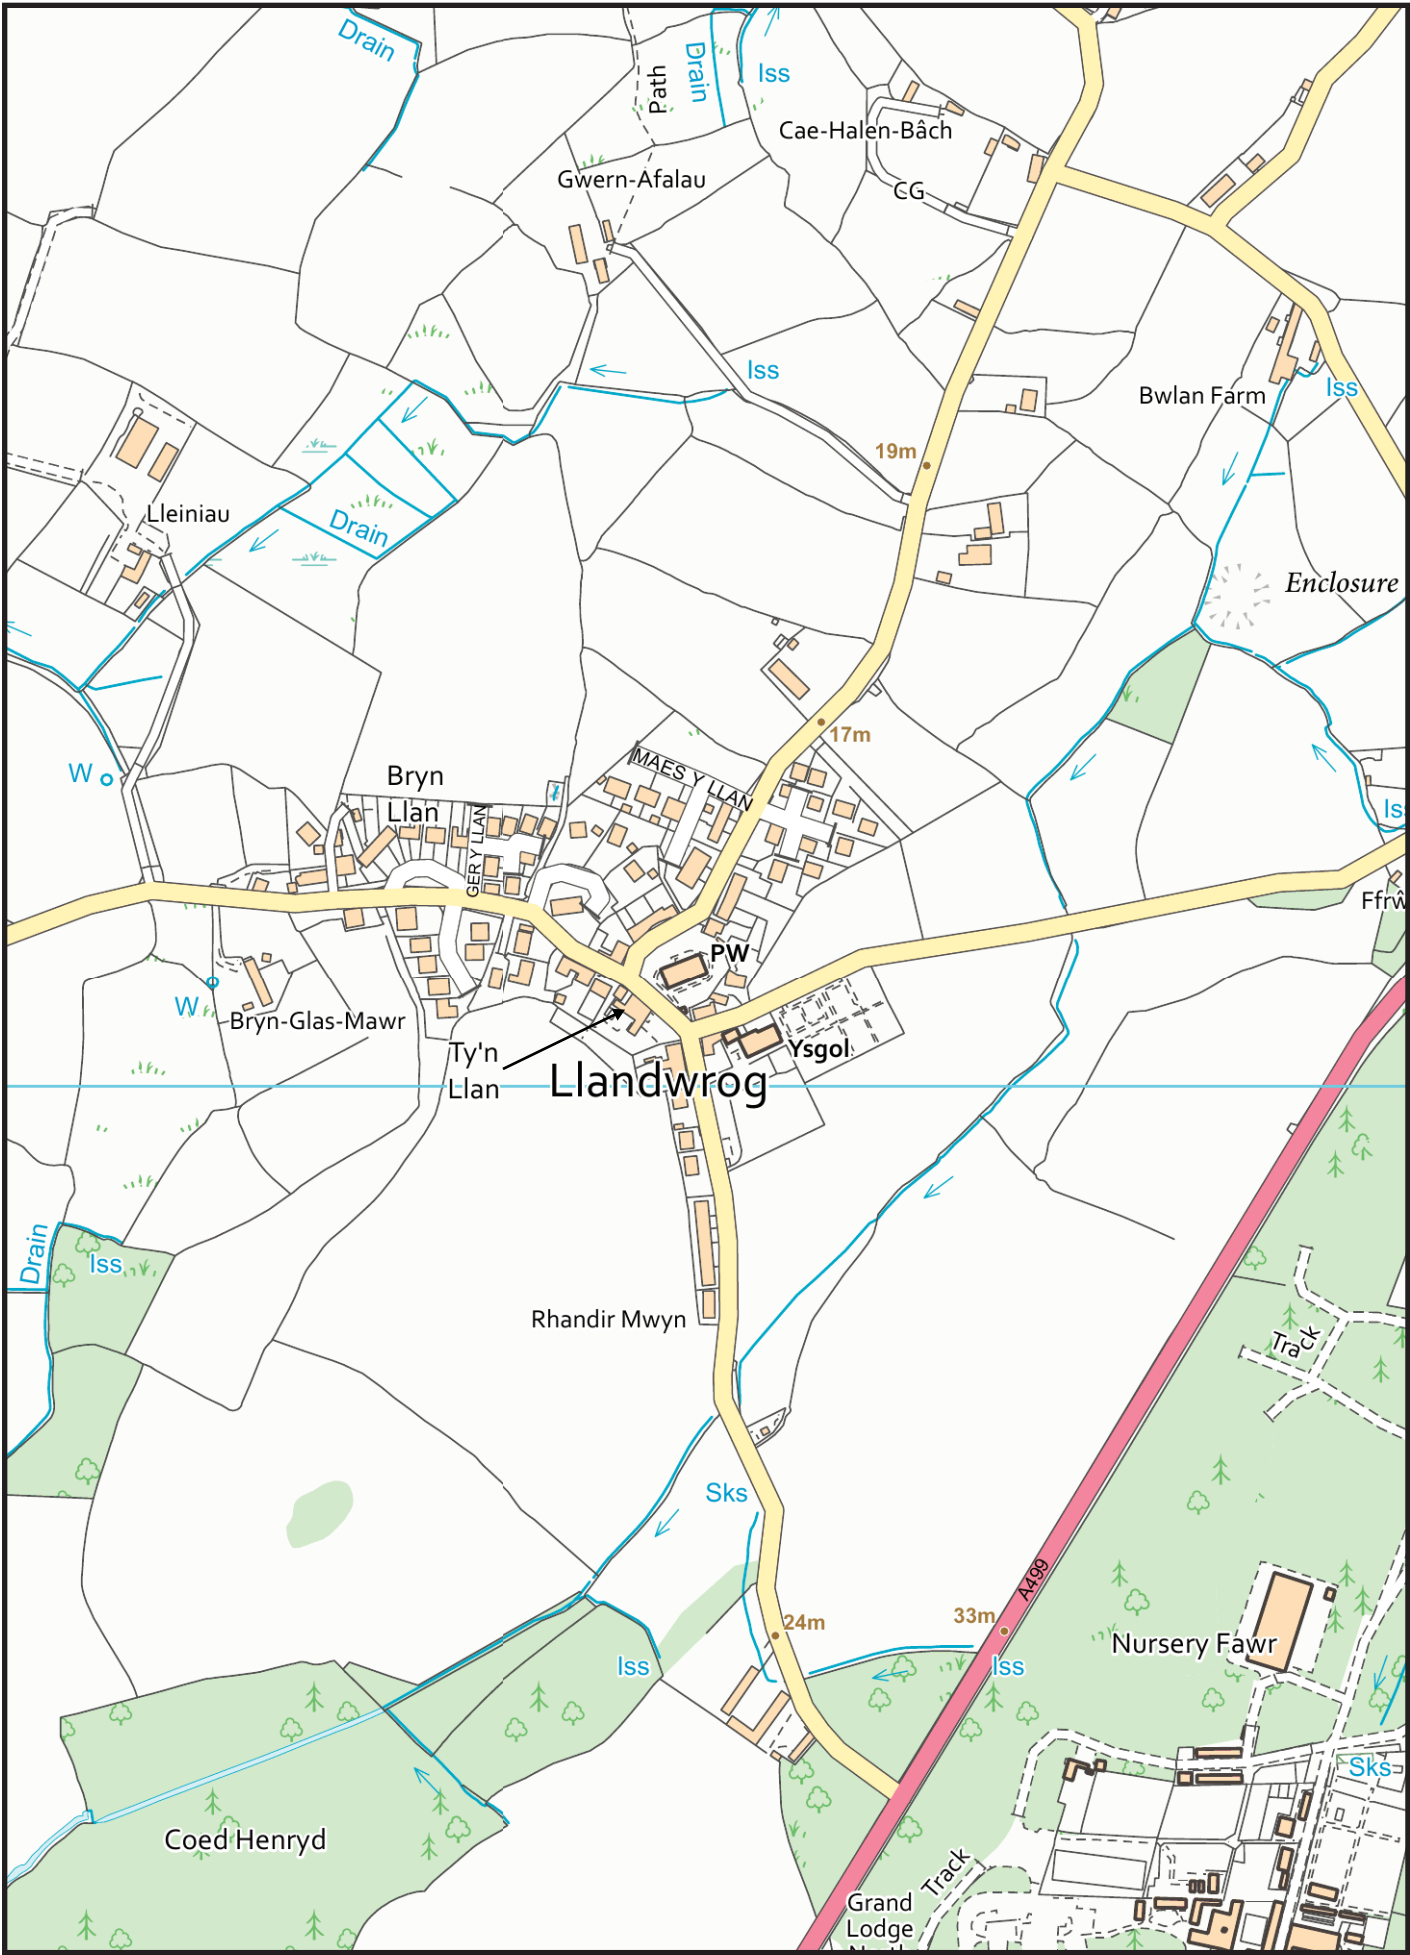 Drain
Path
Drain
Iss
Cae-Halen-Bâch
Gwern-Afalau
CG
Iss
Bwlan Farm
Iss
19m
Lleiniau
Drain
Enclosure
17m
W
Bryn
Llan
MAES Y LLAN
GER Y LLAN
Iss
Ffrw
PW
W
Bryn-Glas-Mawr
Ysgol
Ty'n
Llan
Llandwrog
Drain
Iss
Rhandir Mwyn
Track
Sks
A499
24m
33m
Nursery Fawr
Iss
Iss
Sks
Coed Henryd
Track
Grand
Lodge